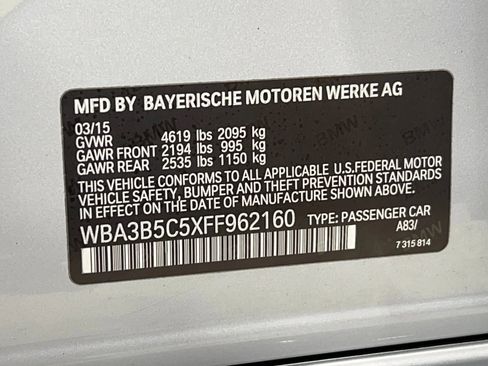 MFD BY BAYERISCHE MOTOREN WERKE AG
03/15
GVWR 4619 lbs 2095 kg
GAWR FRONT 2194 lbs 995 kg
GAWR REAR 2535 lbs 1150 kg
THIS VEHICLE CONFORMS TO ALL APPLICABLE U.S.FEDERAL MOTOR
VEHICLE SAFETY, BUMPER AND THEFT PREVENTION STANDARDS
IN EFFECT ON THE DATE OF MANUFACTURE SHOWN ABOVE.
WBA3B5C5XFF962160 TYPE: PASSENGER CAR
A83/
7 315 814